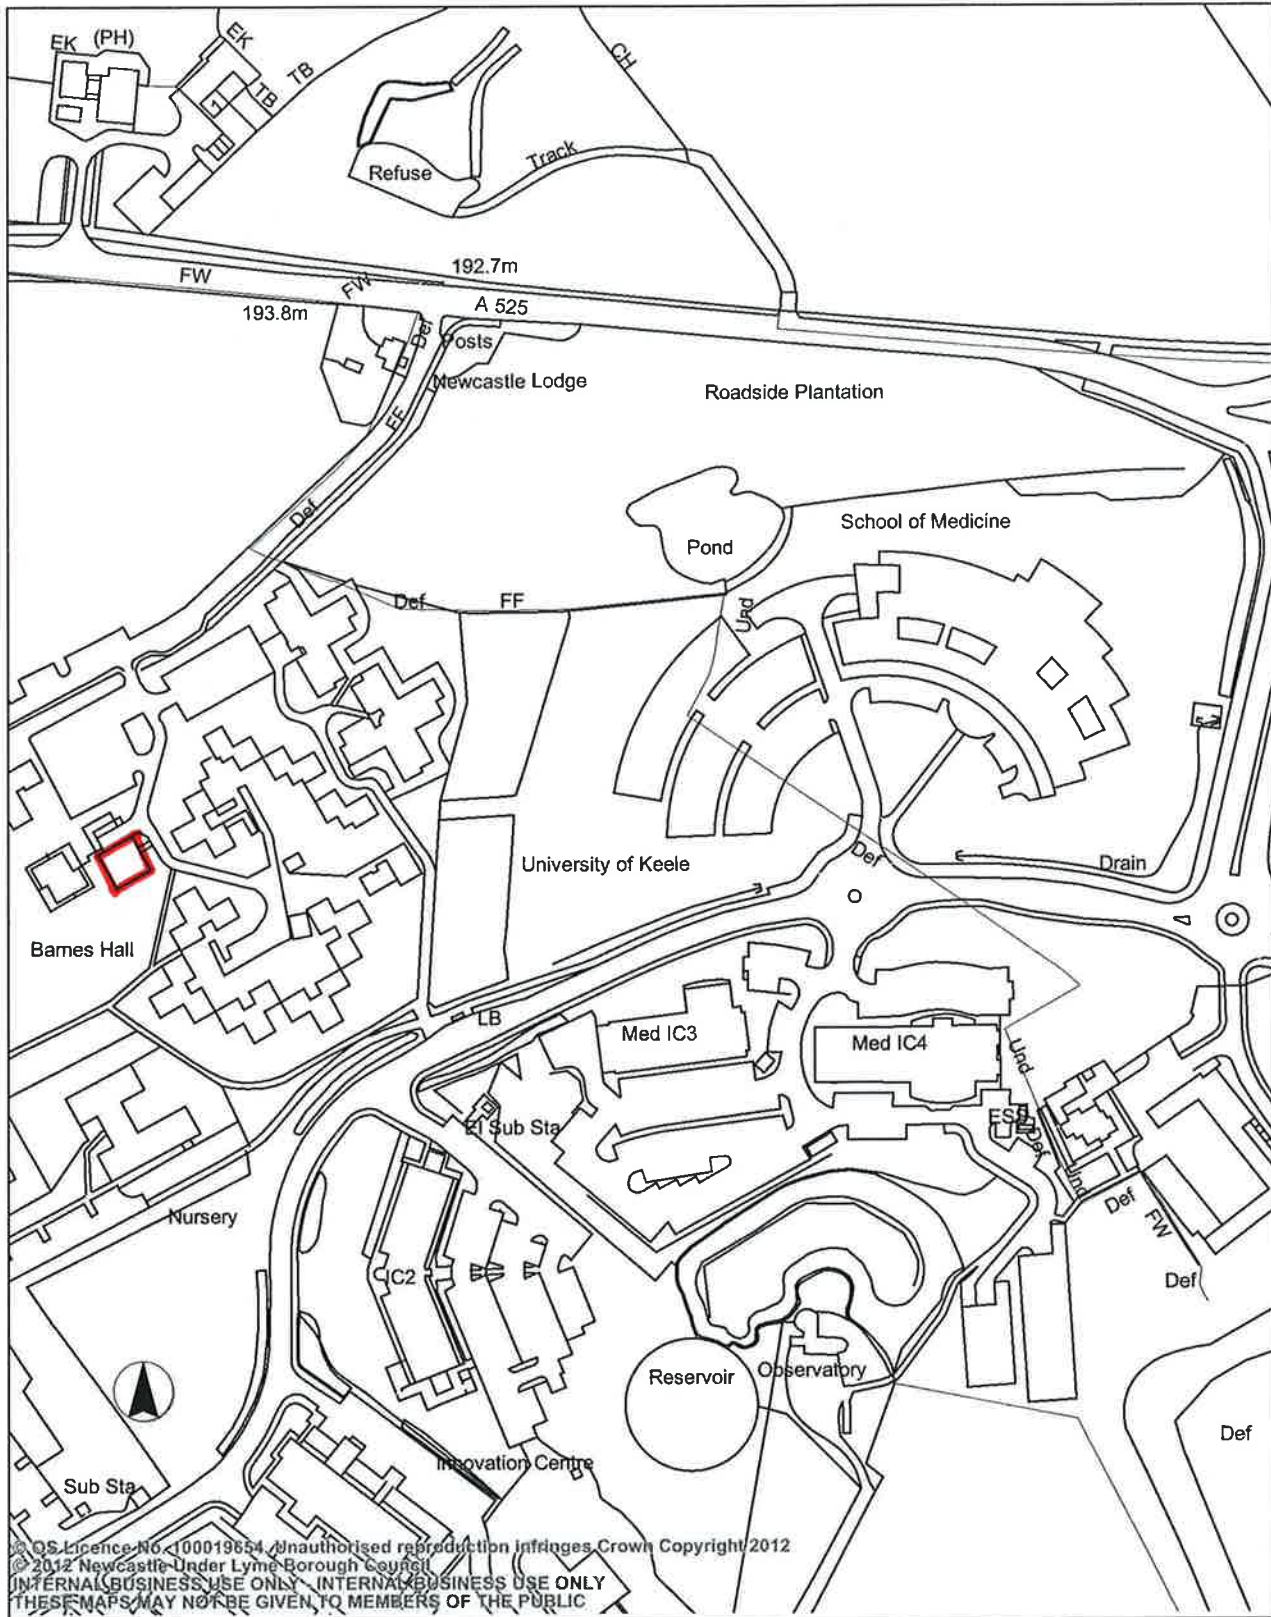 EK
(PH)
EK
TB
TB
1
CH
Refuse
Track
FW
FW
192.7m
193.8m
A 525
Def
Posts
Newcastle Lodge
Roadside Plantation
FF
Def
School of Medicine
Pond
Def
FF
Und
University of Keele
Def
Drain
Barnes Hall
LB
Med IC3
Med IC4
Und
El Sub Sta
ESS
Def
Und
Def
FW
Nursery
IC2
Def
Reservoir
Observatory
Def
Innovation Centre
Sub Sta
© OS Licence No. 100019654. Unauthorised reproduction infringes Crown Copyright 2012
© 2012 Newcastle Under Lyme Borough Council
INTERNAL BUSINESS USE ONLY - INTERNAL BUSINESS USE ONLY
THESE MAPS MAY NOT BE GIVEN TO MEMBERS OF THE PUBLIC